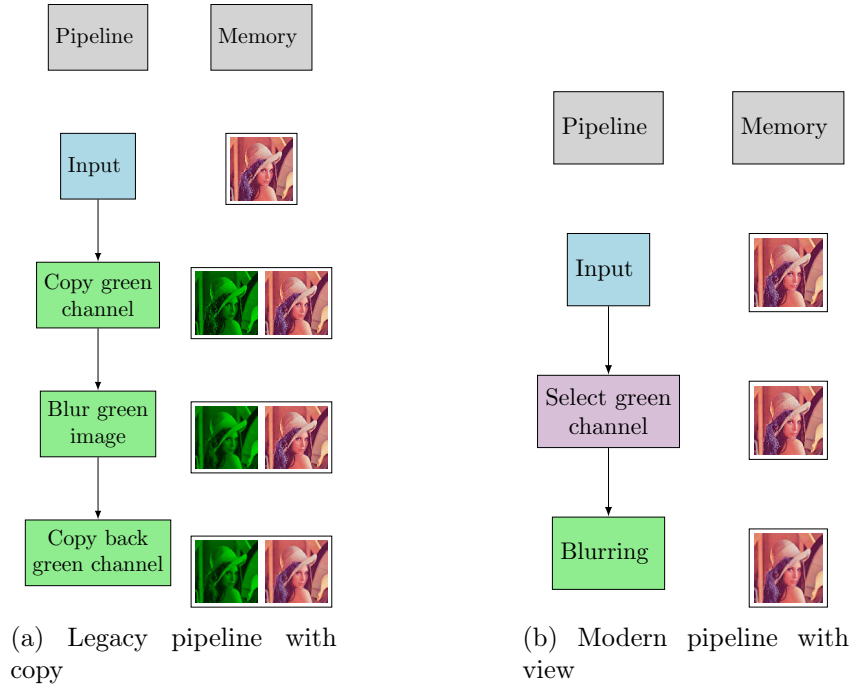 Pipeline
Memory
Input
Copy green
channel
Blur green
image
Copy back
green channel
(a) Legacy pipeline with
copy
Pipeline
Memory
Input
Select green
channel
Blurring
(b) Modern pipeline with
view